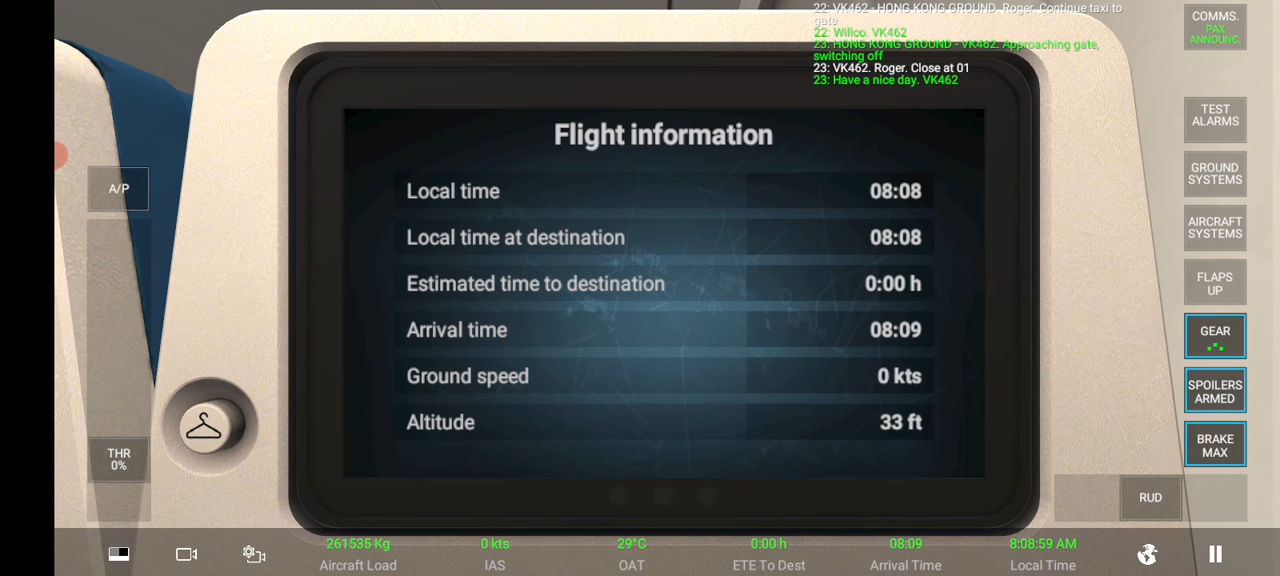 22: VK462 - HONG KONG GROUND. Roger. Continue taxi to
gate
22: Willco. VK462
23: HONG KONG GROUND - VK462. Approaching gate,
switching off
23: VK462. Roger. Close at 01
23: Have a nice day. VK462
COMMS.
PAX
ANNOUNC.
TEST
ALARMS
GROUND
SYSTEMS
AIRCRAFT
SYSTEMS
FLAPS
UP
GEAR
SPOILERS
ARMED
BRAKE
MAX
RUD
A/P
THR
0%
Flight information
Local time 08:08
Local time at destination 08:08
Estimated time to destination 0:00 h
Arrival time 08:09
Ground speed 0 kts
Altitude 33 ft
261535 Kg 0 kts 29°C 0:00 h 08:09 8:08:59 AM
Aircraft Load IAS OAT ETE To Dest Arrival Time Local Time